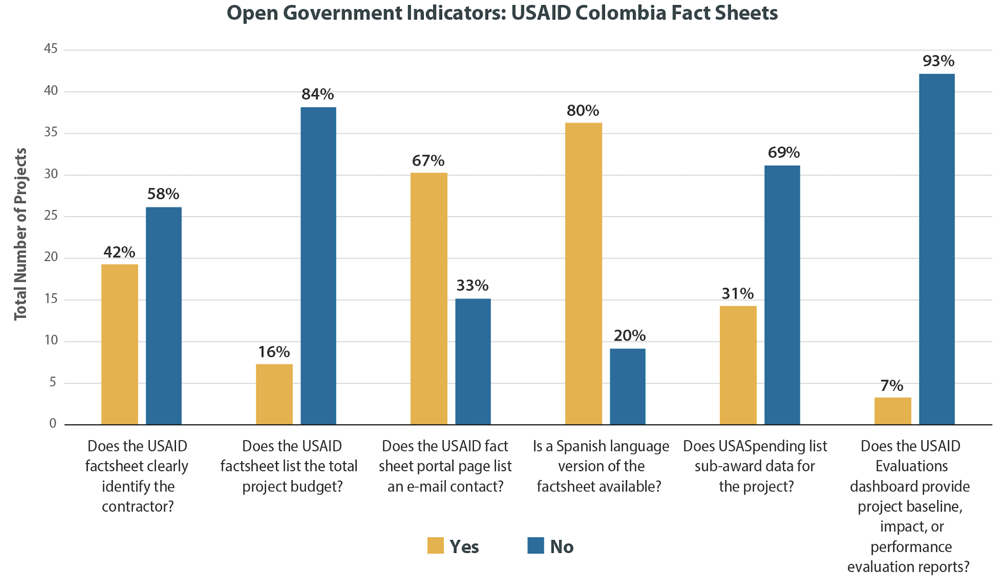 Open Government Indicators: USAID Colombia Fact Sheets
Total Number of Projects
45
40
35
30
25
20
15
10
5
0
42%
58%
16%
84%
67%
33%
80%
20%
31%
69%
7%
93%
Does the USAID
factsheet clearly
identify the
contractor?
Does the USAID
factsheet list the total
project budget?
Does the USAID fact
sheet portal page list
an e-mail contact?
Is a Spanish language
version of the
factsheet available?
Does USASpending list
sub-award data for
the project?
Does the USAID
Evaluations
dashboard provide
project baseline,
impact, or
performance
evaluation reports?
Yes
No